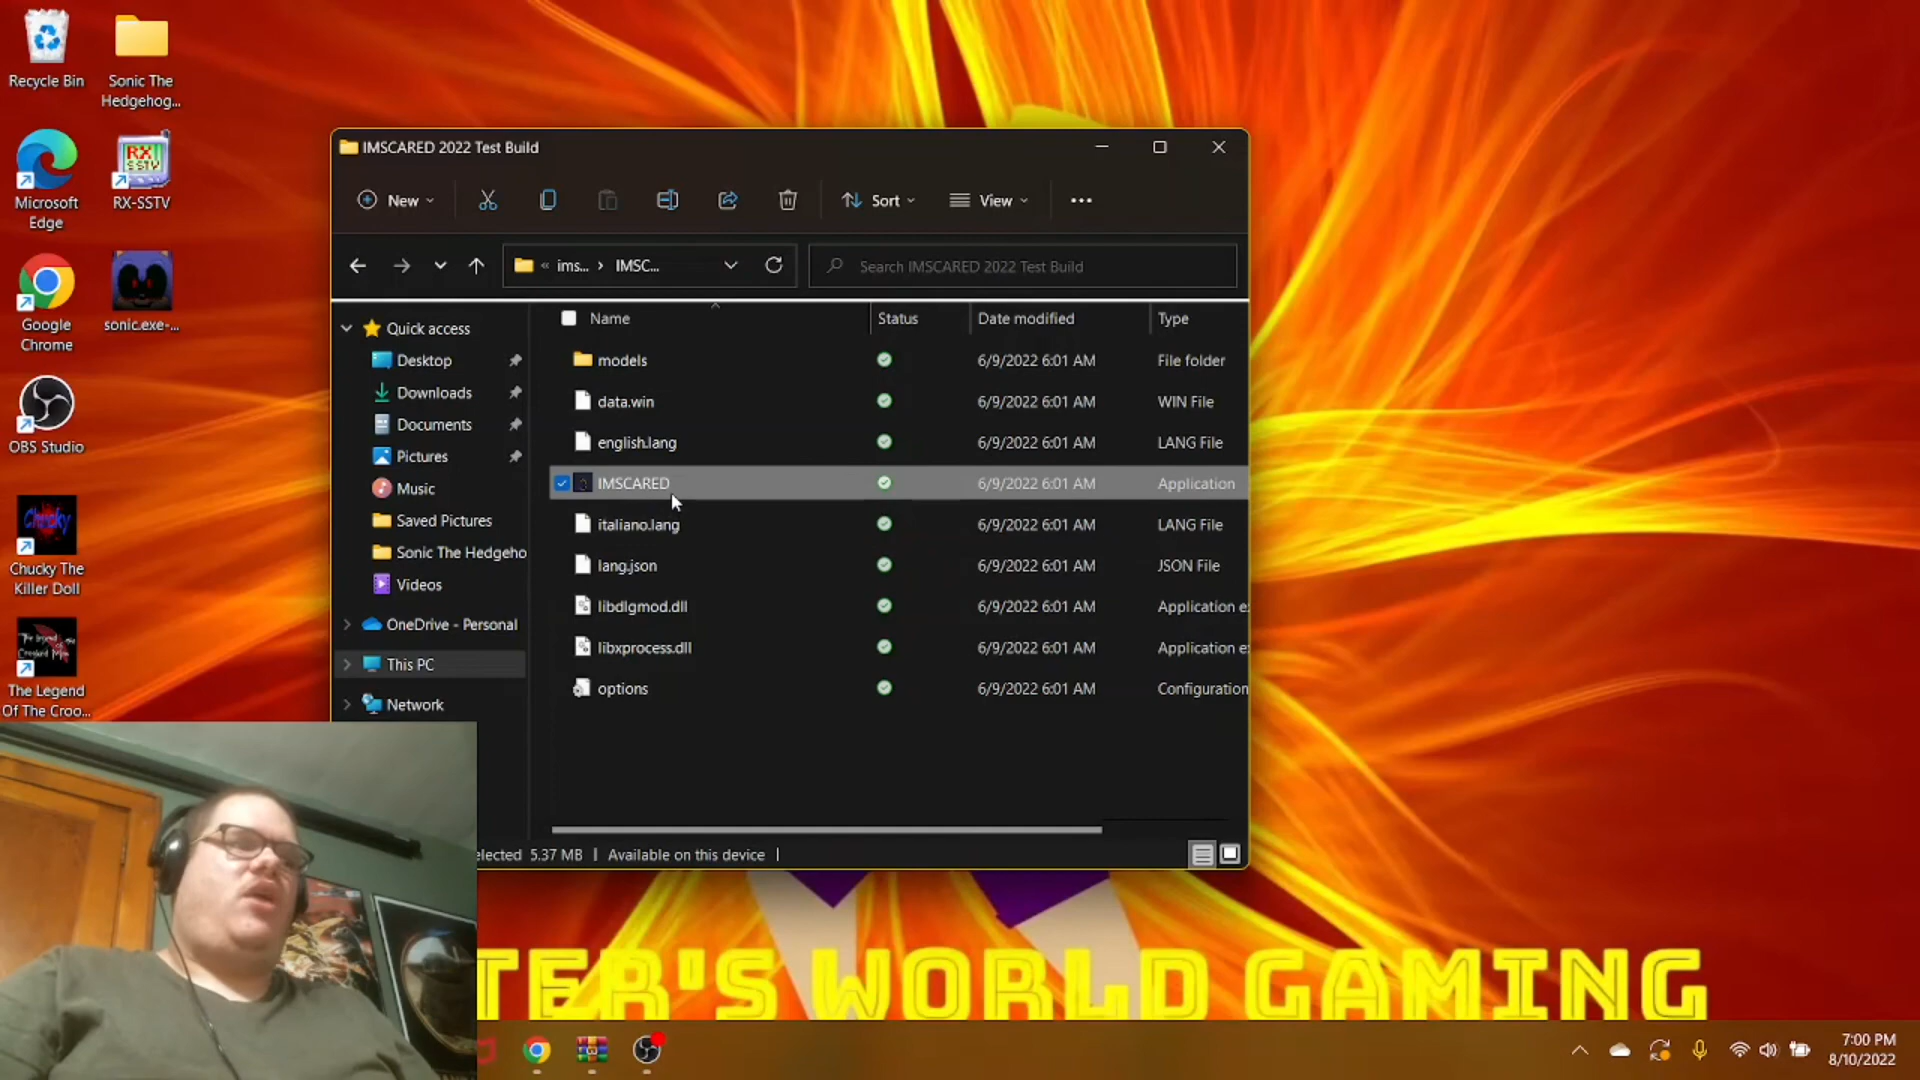 Recycle Bin
Sonic The
Hedgehog...
Microsoft
Edge
RX
SSTV
RX-SSTV
Google
Chrome
sonic.exe-...
OBS Studio
Chucky
Chucky The
Killer Doll
The Legend
Of The Croo...
IMSCARED 2022 Test Build
New
Sort
View
« ims... › IMSC...
Search IMSCARED 2022 Test Build
Quick access
Desktop
Downloads
Documents
Pictures
Music
Saved Pictures
Sonic The Hedgeho
Videos
OneDrive - Personal
This PC
Network
Name Status Date modified Type
models 6/9/2022 6:01 AM File folder
data.win 6/9/2022 6:01 AM WIN File
english.lang 6/9/2022 6:01 AM LANG File
IMSCARED 6/9/2022 6:01 AM Application
italiano.lang 6/9/2022 6:01 AM LANG File
lang.json 6/9/2022 6:01 AM JSON File
libdlgmod.dll 6/9/2022 6:01 AM Application e
libxprocess.dll 6/9/2022 6:01 AM Application e
options 6/9/2022 6:01 AM Configuration
elected 5.37 MB | Available on this device |
TER'S WORLD GAMING
7:00 PM
8/10/2022